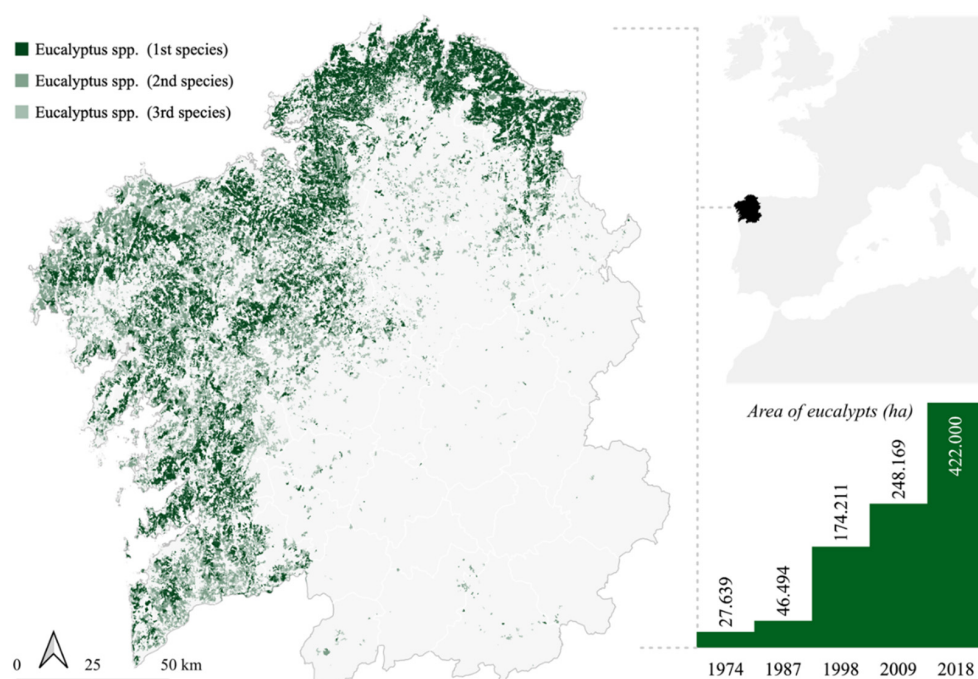 Eucalyptus spp. (1st species)
Eucalyptus spp. (2nd species)
Eucalyptus spp. (3rd species)
0 25 50 km
Area of eucalypts (ha)
27.639
46.494
174.211
248.169
422.000
1974 1987 1998 2009 2018